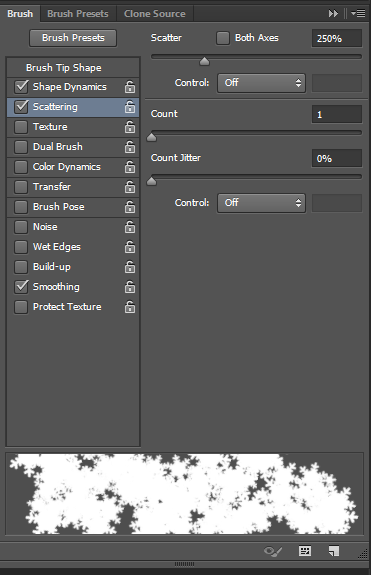 Brush Brush Presets Clone Source
Brush Presets
Scatter Both Axes 250%
Control: Off
Count 1
Count Jitter 0%
Control: Off
Brush Tip Shape
Shape Dynamics
Scattering
Texture
Dual Brush
Color Dynamics
Transfer
Brush Pose
Noise
Wet Edges
Build-up
Smoothing
Protect Texture